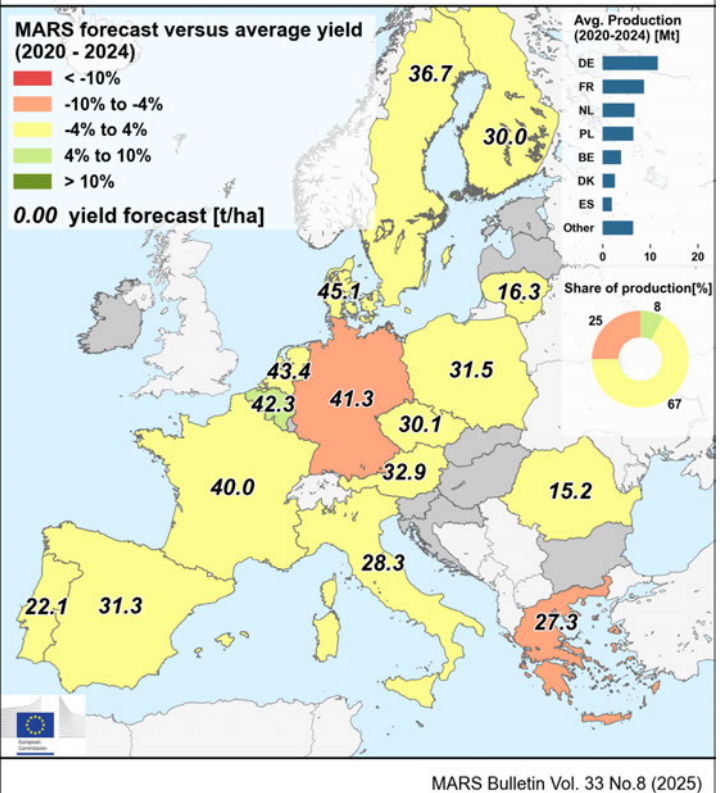 MARS forecast versus average yield
(2020 - 2024)
< -10%
-10% to -4%
-4% to 4%
4% to 10%
> 10%
0.00 yield forecast [t/ha]
Avg. Production
(2020-2024) [Mt]
DE
FR
NL
PL
BE
DK
ES
Other
0 10 20
Share of production[%]
25
8
67
36.7
30.0
45.1
16.3
43.4
42.3
41.3
31.5
30.1
32.9
40.0
15.2
28.3
22.1
31.3
27.3
European
Commission
MARS Bulletin Vol. 33 No.8 (2025)